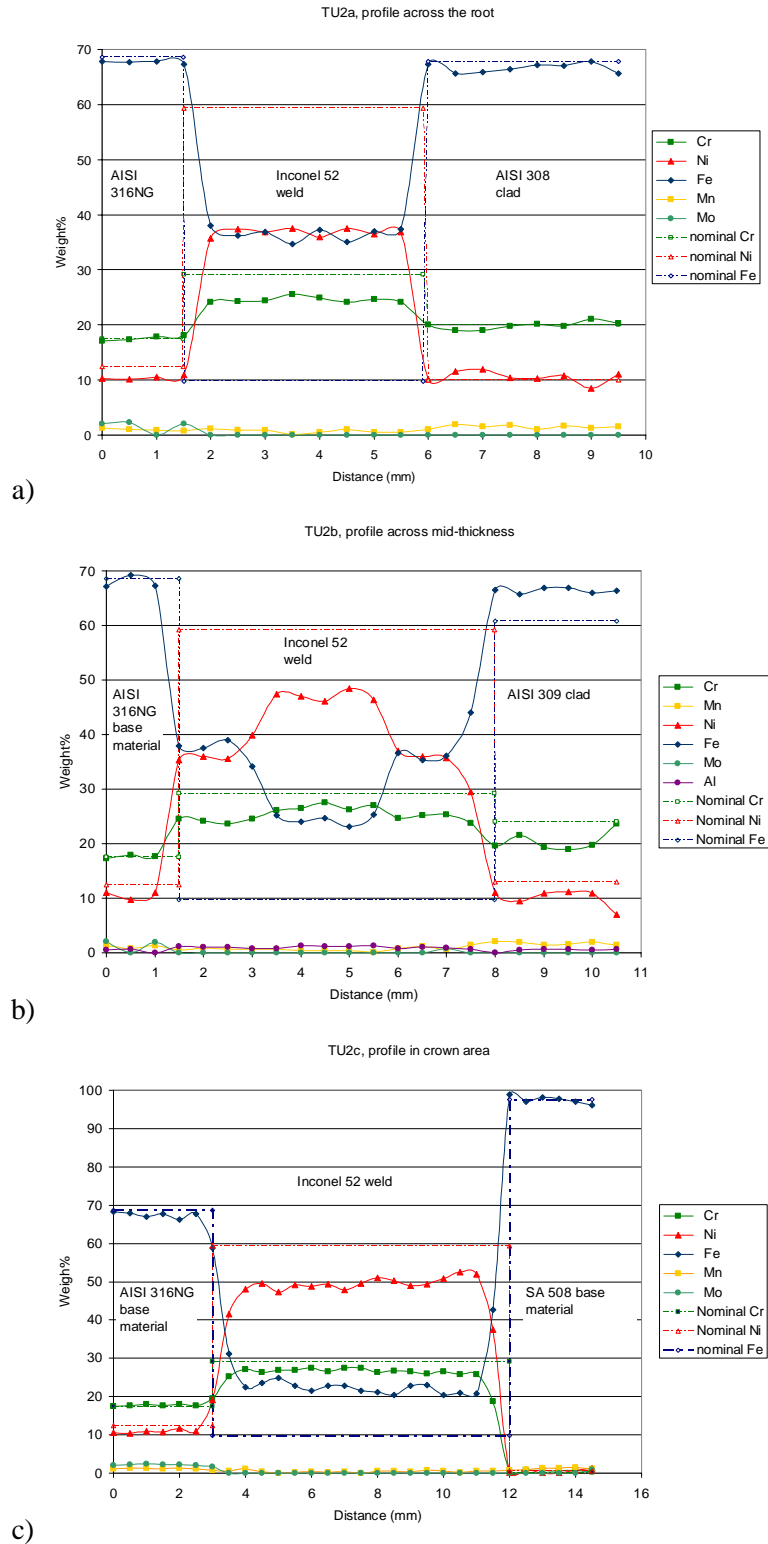 TU2a, profile across the root
70
60
50
40
30
20
10
0
Weight%
AISI
316NG
Inconel 52
weld
AISI 308
clad
0 1 2 3 4 5 6 7 8 9 10
Distance (mm)
Cr
Ni
Fe
Mn
Mo
nominal Cr
nominal Ni
nominal Fe
a)
TU2b, profile across mid-thickness
70
60
50
40
30
20
10
0
Weight%
AISI
316NG
base
material
Inconel 52
weld
AISI 309 clad
0 1 2 3 4 5 6 7 8 9 10 11
Distance (mm)
Cr
Mn
Ni
Fe
Mo
Al
Nominal Cr
Nominal Ni
Nominal Fe
b)
TU2c, profile in crown area
100
90
80
70
60
50
40
30
20
10
0
Weigh%
Inconel 52 weld
AISI 316NG
base
material
SA 508 base
material
0 2 4 6 8 10 12 14 16
Distance (mm)
Cr
Ni
Fe
Mn
Mo
Nominal Cr
Nominal Ni
nominal Fe
c)